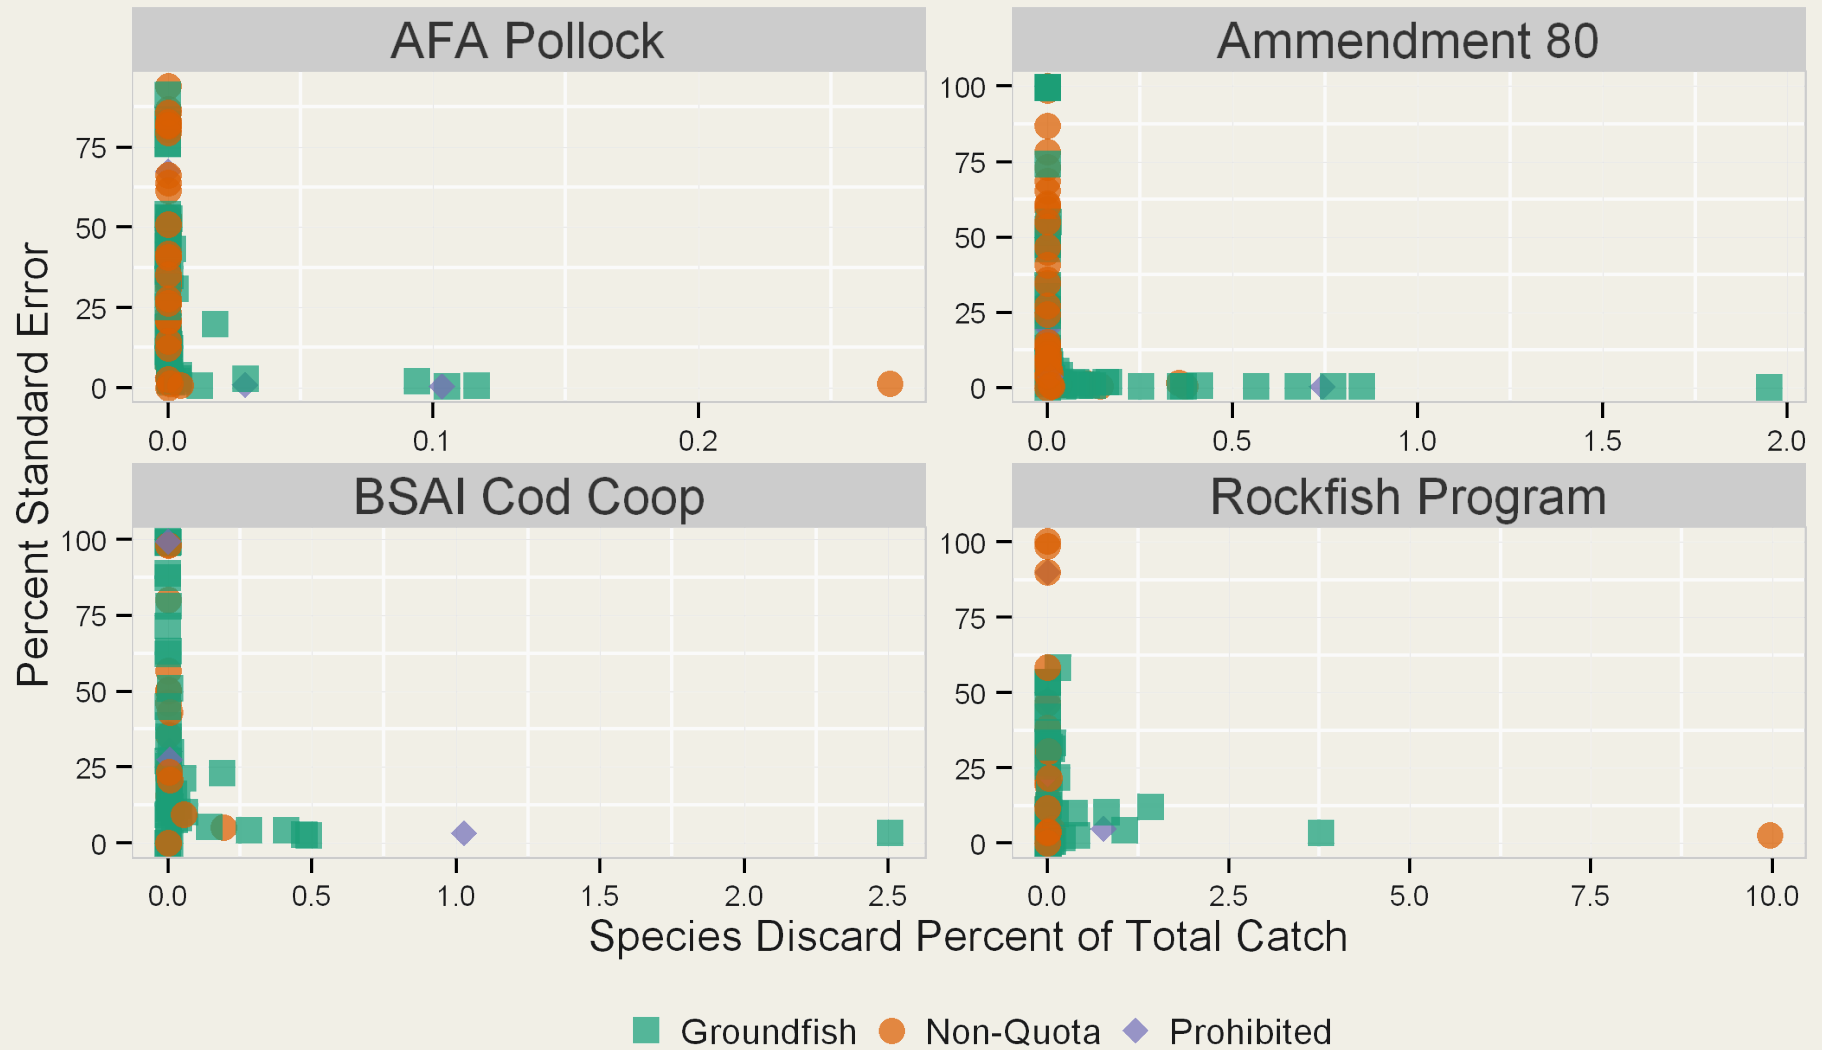 AFA Pollock
Ammendment 80
75
50
25
0
0.0 0.1 0.2
100
75
50
25
0
0.0 0.5 1.0 1.5 2.0
Percent Standard Error
BSAI Cod Coop
Rockfish Program
100
75
50
25
0
0.0 0.5 1.0 1.5 2.0 2.5
100
75
50
25
0
0.0 2.5 5.0 7.5 10.0
Species Discard Percent of Total Catch
Groundfish Non-Quota Prohibited